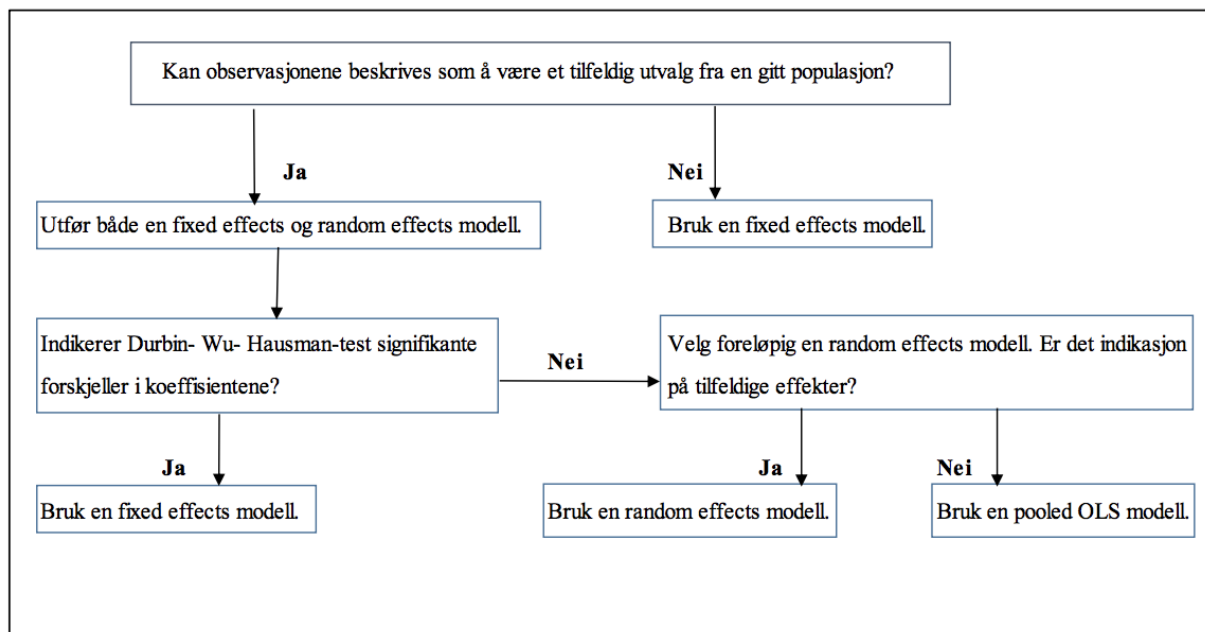 Kan observasjonene beskrives som å være et tilfeldig utvalg fra en gitt populasjon?
Ja
Nei
Utfør både en fixed effects og random effects modell.
Bruk en fixed effects modell.
Indikerer Durbin- Wu- Hausman-test signifikante
forskjeller i koeffisientene?
Nei
Velg foreløpig en random effects modell. Er det indikasjon
på tilfeldige effekter?
Ja
Ja
Nei
Bruk en fixed effects modell.
Bruk en random effects modell.
Bruk en pooled OLS modell.